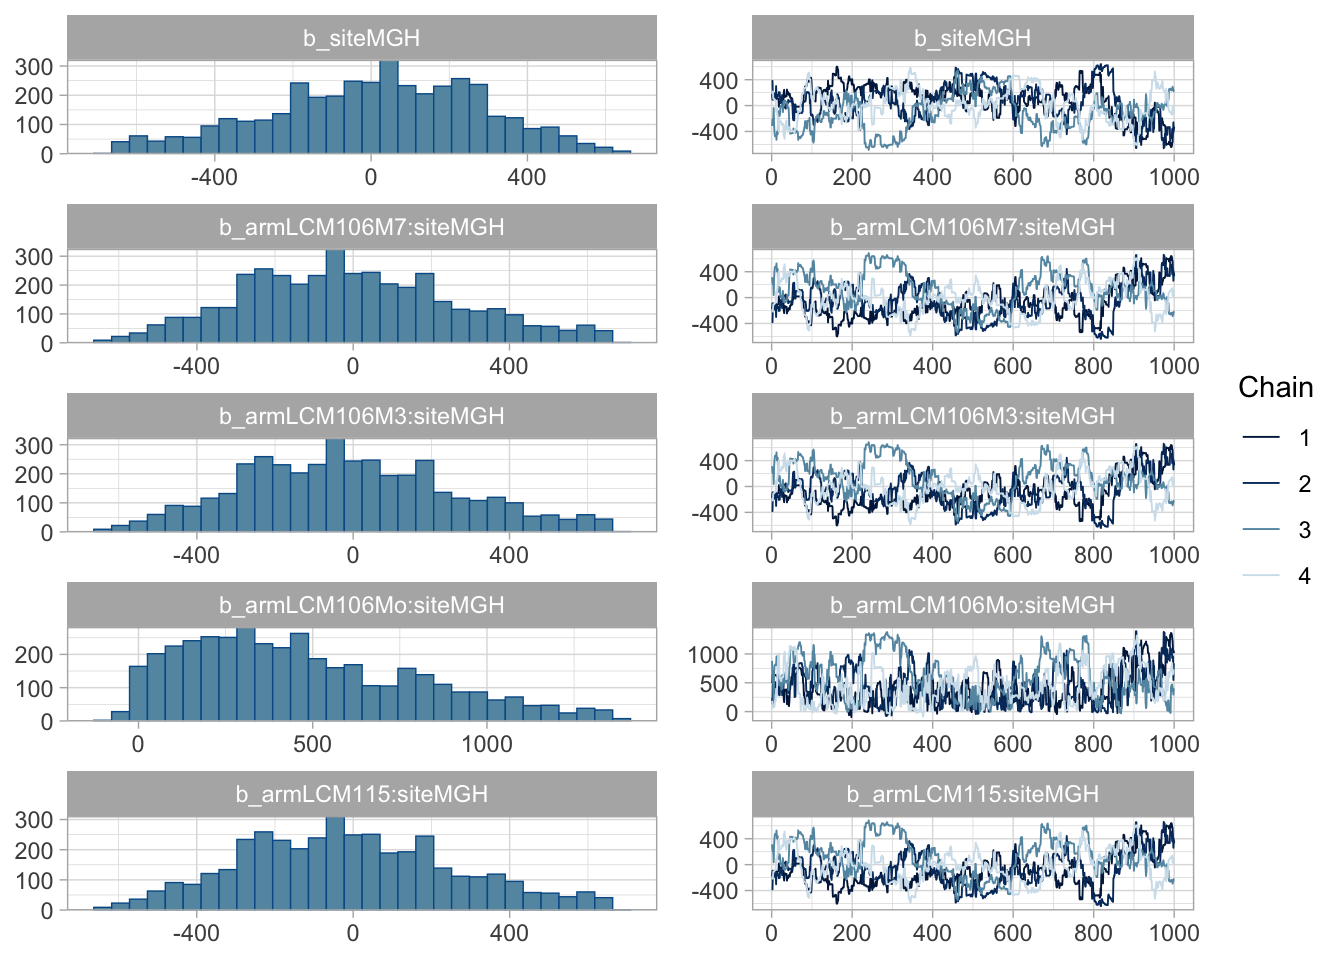 b_siteMGH
300
200
100
0
-400 0 400
b_siteMGH
400
0
-400
0 200 400 600 800 1000
b_armLCM106M7:siteMGH
300
200
100
0
-400 0 400
b_armLCM106M7:siteMGH
400
0
-400
0 200 400 600 800 1000
b_armLCM106M3:siteMGH
300
200
100
0
-400 0 400
b_armLCM106M3:siteMGH
400
0
-400
0 200 400 600 800 1000
b_armLCM106Mo:siteMGH
200
100
0
0 500 1000
b_armLCM106Mo:siteMGH
1000
500
0
0 200 400 600 800 1000
b_armLCM115:siteMGH
300
200
100
0
-400 0 400
b_armLCM115:siteMGH
400
0
-400
0 200 400 600 800 1000
Chain
1
2
3
4